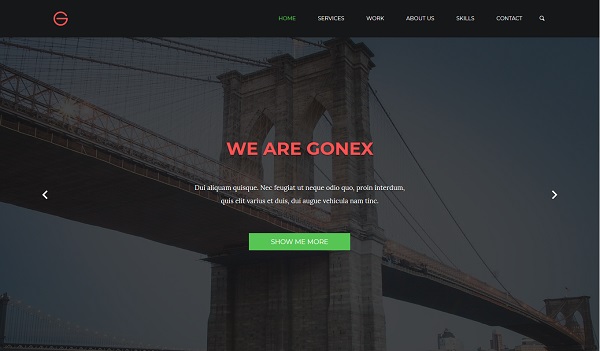 G
HOME SERVICES WORK ABOUT US SKILLS CONTACT
WE ARE GONEX
Dui aliquam quisque. Nec feugiat ut neque odio quo, proin interdum,
quis elit varius et duis, dui augue vehicula nam tinc.
SHOW ME MORE